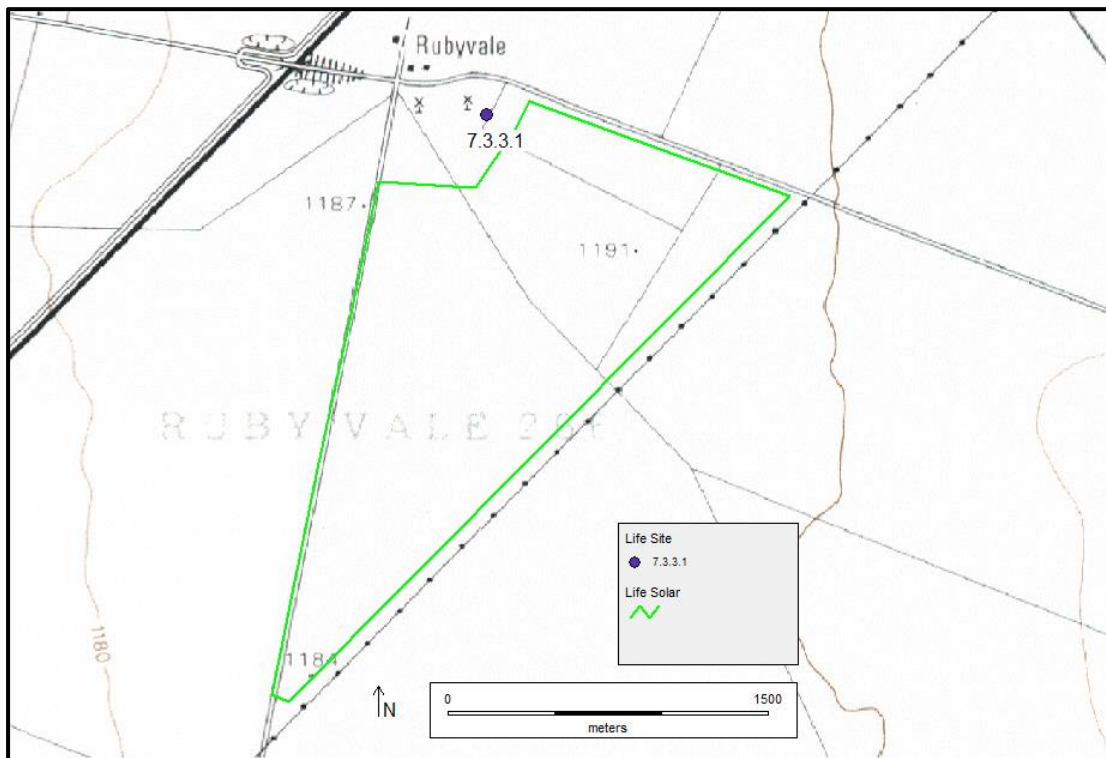 Rubyvale
7.3.3.1
1187
1191
RUBYVALE 266
1184
1180
Life Site
7.3.3.1
Life Solar
N
0 1500
meters